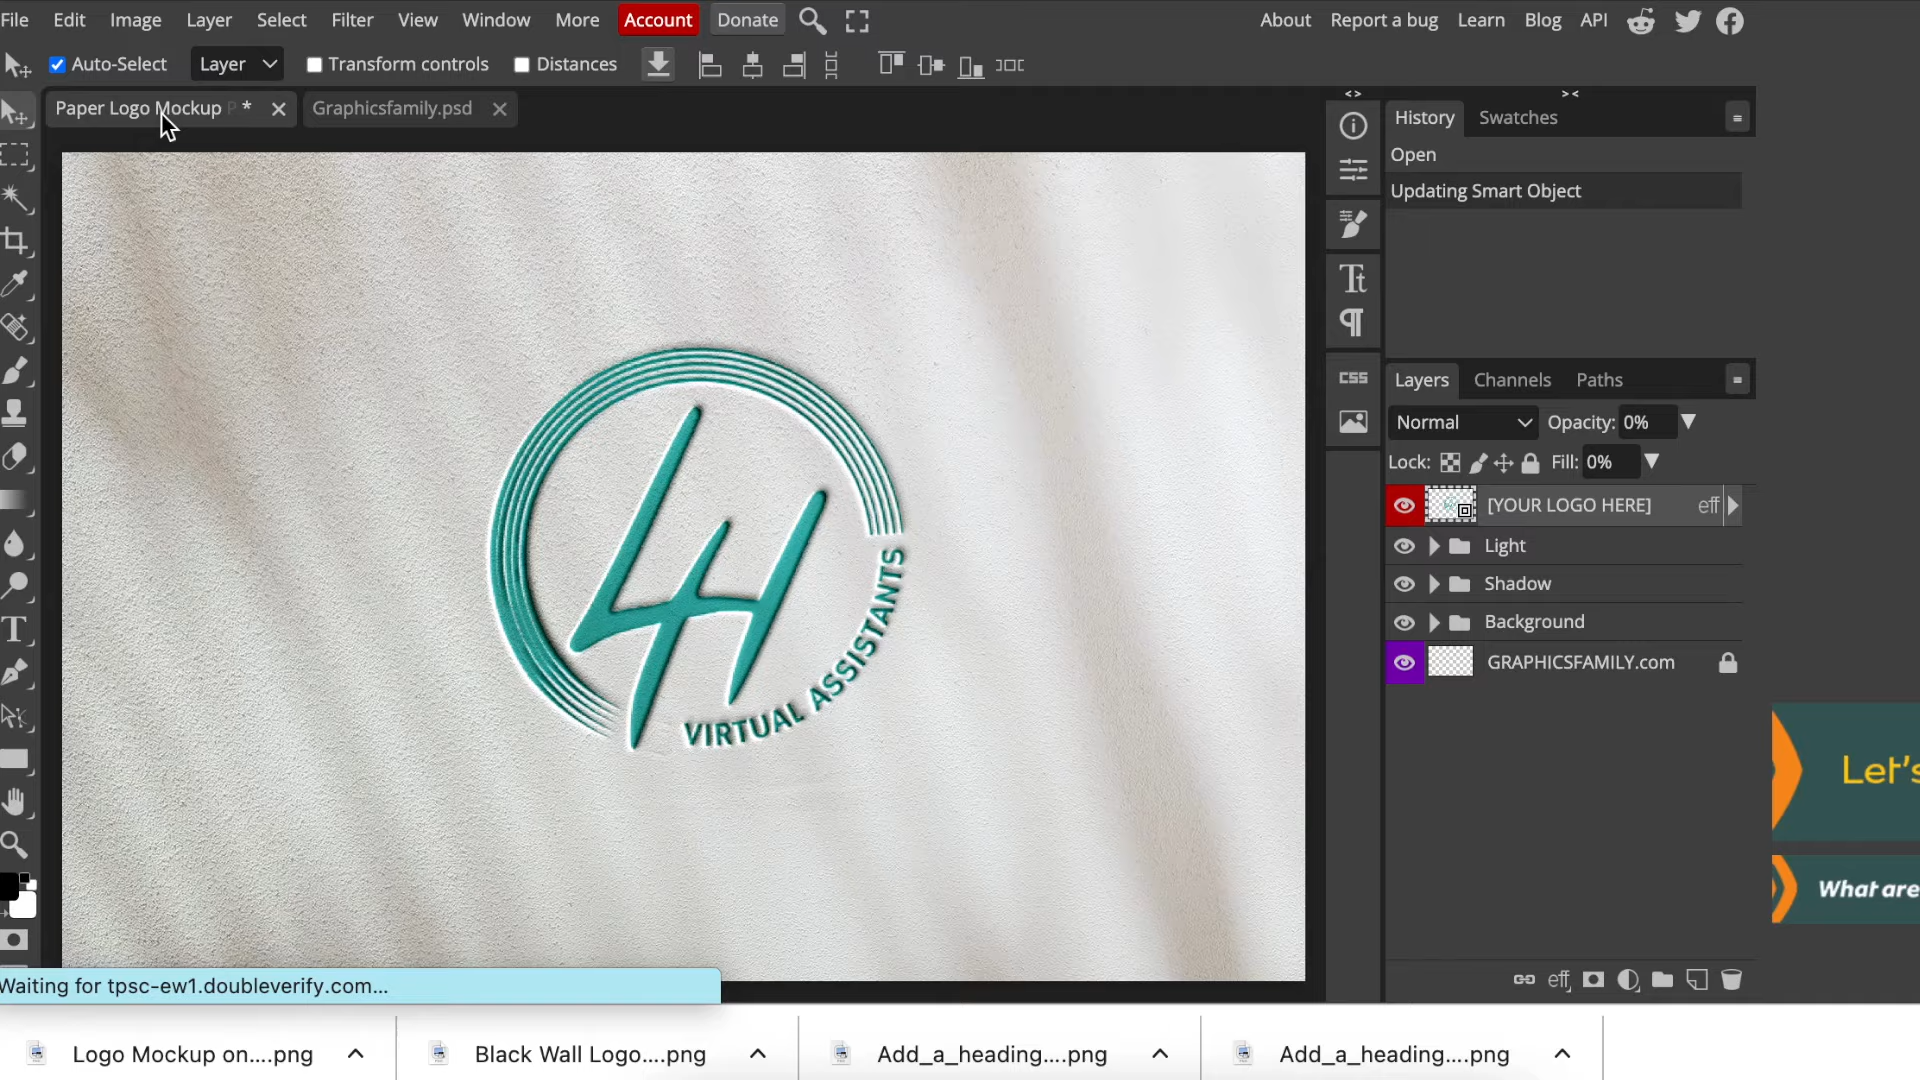 File Edit Image Layer Select Filter View Window More Account Donate About Report a bug Learn Blog API
Auto-Select Layer Transform controls Distances
Paper Logo Mockup * Graphicsfamily.psd
History Swatches
Open
Updating Smart Object
CSS
Layers Channels Paths
Normal Opacity: 0%
Lock: Fill: 0%
[YOUR LOGO HERE] eff
Light
Shadow
Background
GRAPHICSFAMILY.com
LH
VIRTUAL ASSISTANTS
Let's
What are
eff
Waiting for tpsc-ew1.doubleverify.com...
Logo Mockup on....png Black Wall Logo....png Add_a_heading....png Add_a_heading....png